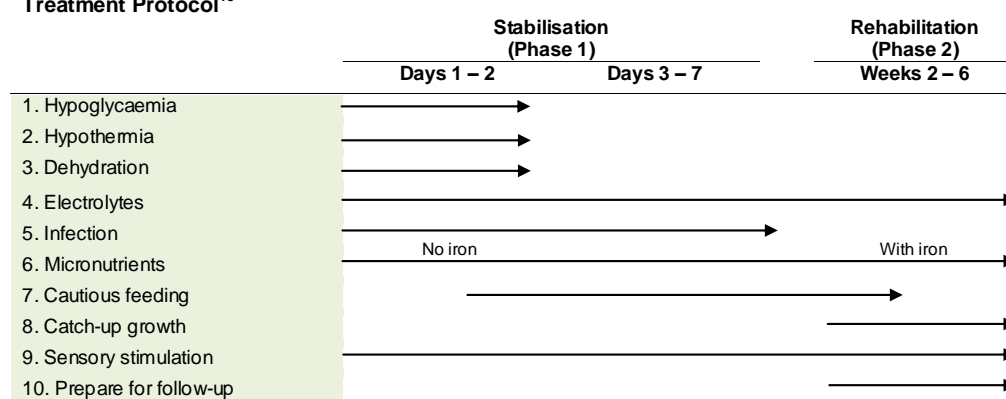 Treatment Protocol
Stabilisation
(Phase 1)
Rehabilitation
(Phase 2)
Days 1 – 2
Days 3 – 7
Weeks 2 – 6
1. Hypoglycaemia
2. Hypothermia
3. Dehydration
4. Electrolytes
5. Infection
No iron
With iron
6. Micronutrients
7. Cautious feeding
8. Catch-up growth
9. Sensory stimulation
10. Prepare for follow-up